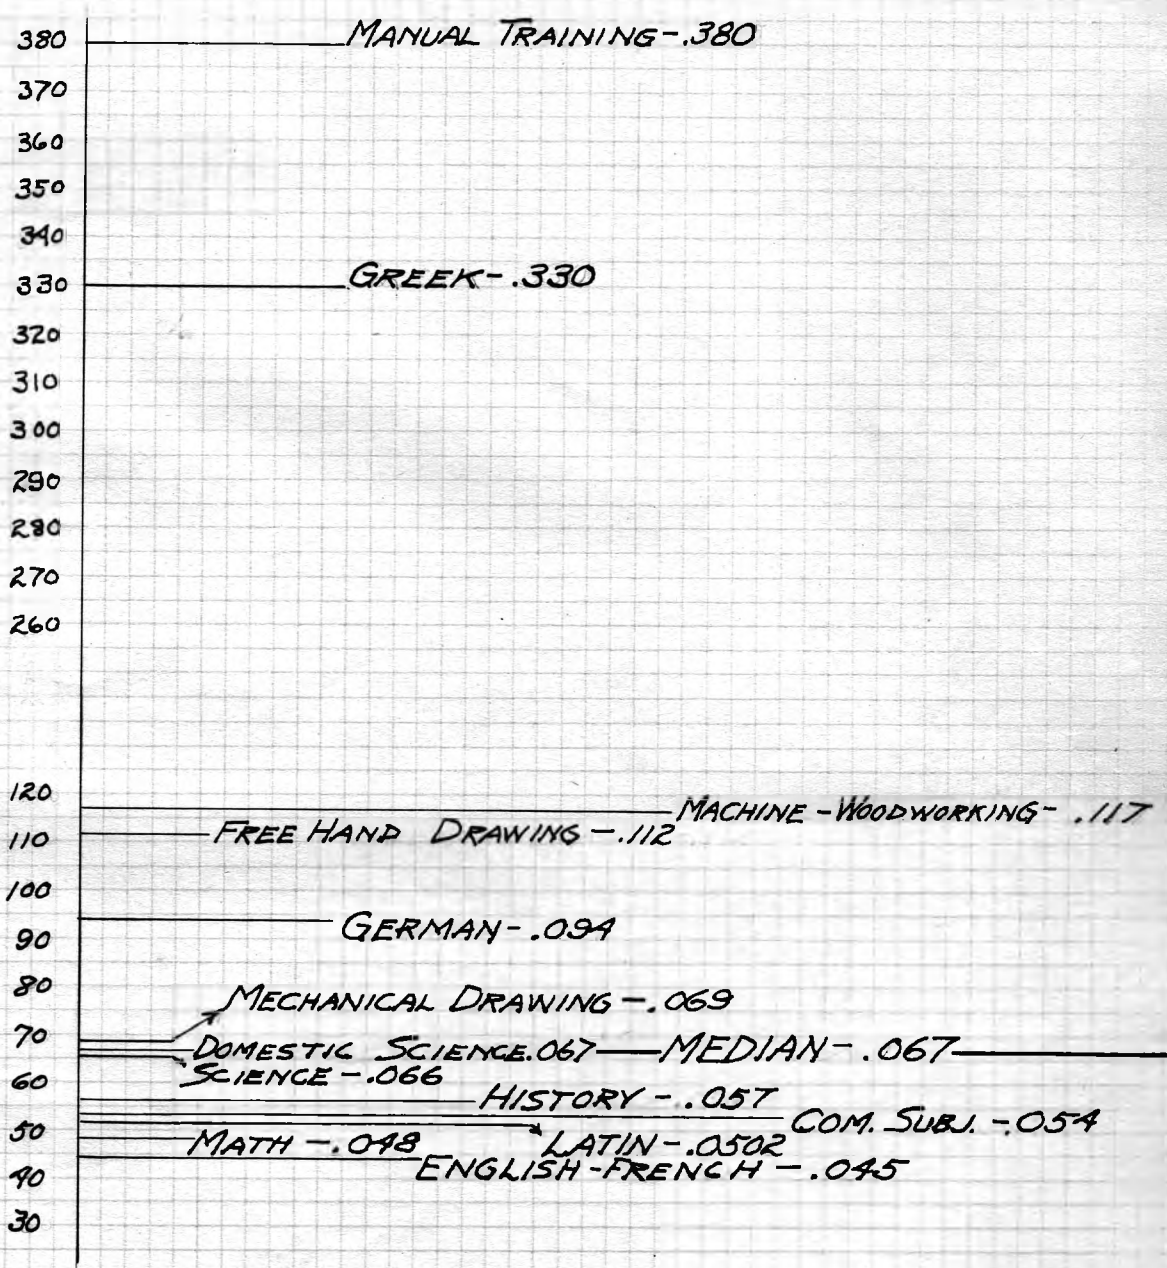 380 MANUAL TRAINING-.380
370
360
350
340
330 GREEK-.330
320
310
300
290
280
270
260
120
MACHINE-WOODWORKING-.117
110 FREE HAND DRAWING-.112
100
GERMAN-.094
90
80
MECHANICAL DRAWING-.069
70
DOMESTIC SCIENCE.067 MEDIAN-.067
SCIENCE-.066
60
HISTORY-.057
COM. SUBJ.-054
50
MATH-.048 LATIN-.0502
ENGLISH-FRENCH-.045
40
30